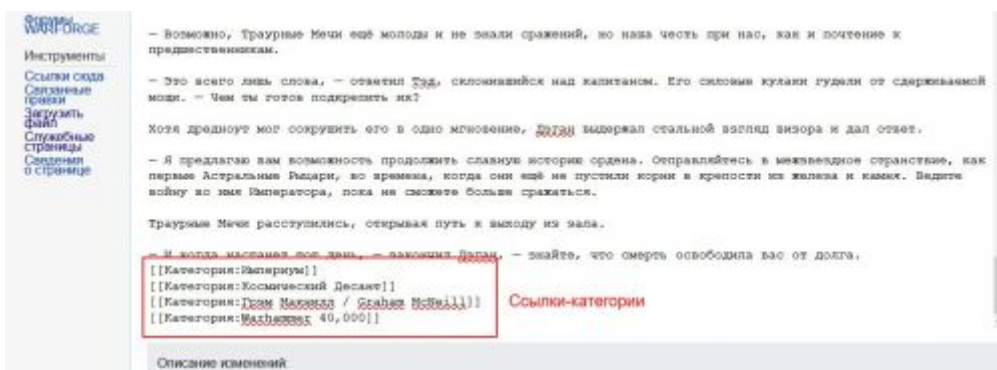 Форумы
WARFORGE
Инструменты
Ссылки сюда
Связанные
правки
Загрузить
файл
Служебные
страницы
Сведения
о странице
— Возможно, Траурные Мечи ещё молоды и не знали сражений, но наша честь при нас, как и почтение к
предшественникам.
— Это всего лишь слова, — ответил Тэд, склонившийся над капитаном. Его силовые кулаки гудели от сдерживаемой
мощи. — Чем ты готов подкрепить их?
Хотя дредноут мог сокрушить его в одно мгновение, Дэган выдержал стальной взгляд визора и дал ответ.
— Я предлагаю вам возможность продолжить славную историю ордена. Отправляйтесь в межзвездное странствие, как
первые Астральные Рыцари, во времена, когда они ещё не пустили корни в крепости из железа и камня. Ведите
войну во имя Императора, пока не сможете больше сражаться.
Траурные Мечи расступились, открывая путь к выходу из зала.
— И когда настанет тот день, — закончил Дэган, — знайте, что смерть освободила вас от долга.
[[Категория:Империум]]
[[Категория:Космический Десант]]
[[Категория:Грэм Макнилл / Graham McNeill]]
[[Категория:Warhammer 40,000]]
Ссылки-категории
Описание изменений: